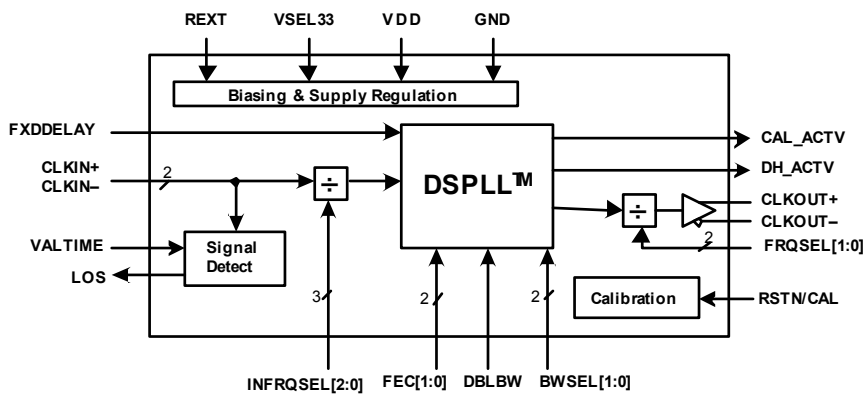 REXT VSEL33 VDD GND
Biasing & Supply Regulation
FXDDELAY
CAL_ACTV
CLKIN+
CLKIN–
2
÷
DSPLL™
DH_ACTV
÷
CLKOUT+
CLKOUT–
2
FRQSEL[1:0]
VALTIME
LOS
Signal
Detect
3
2
2
Calibration
RSTN/CAL
INFRQSEL[2:0] FEC[1:0] DBLBW BWSEL[1:0]